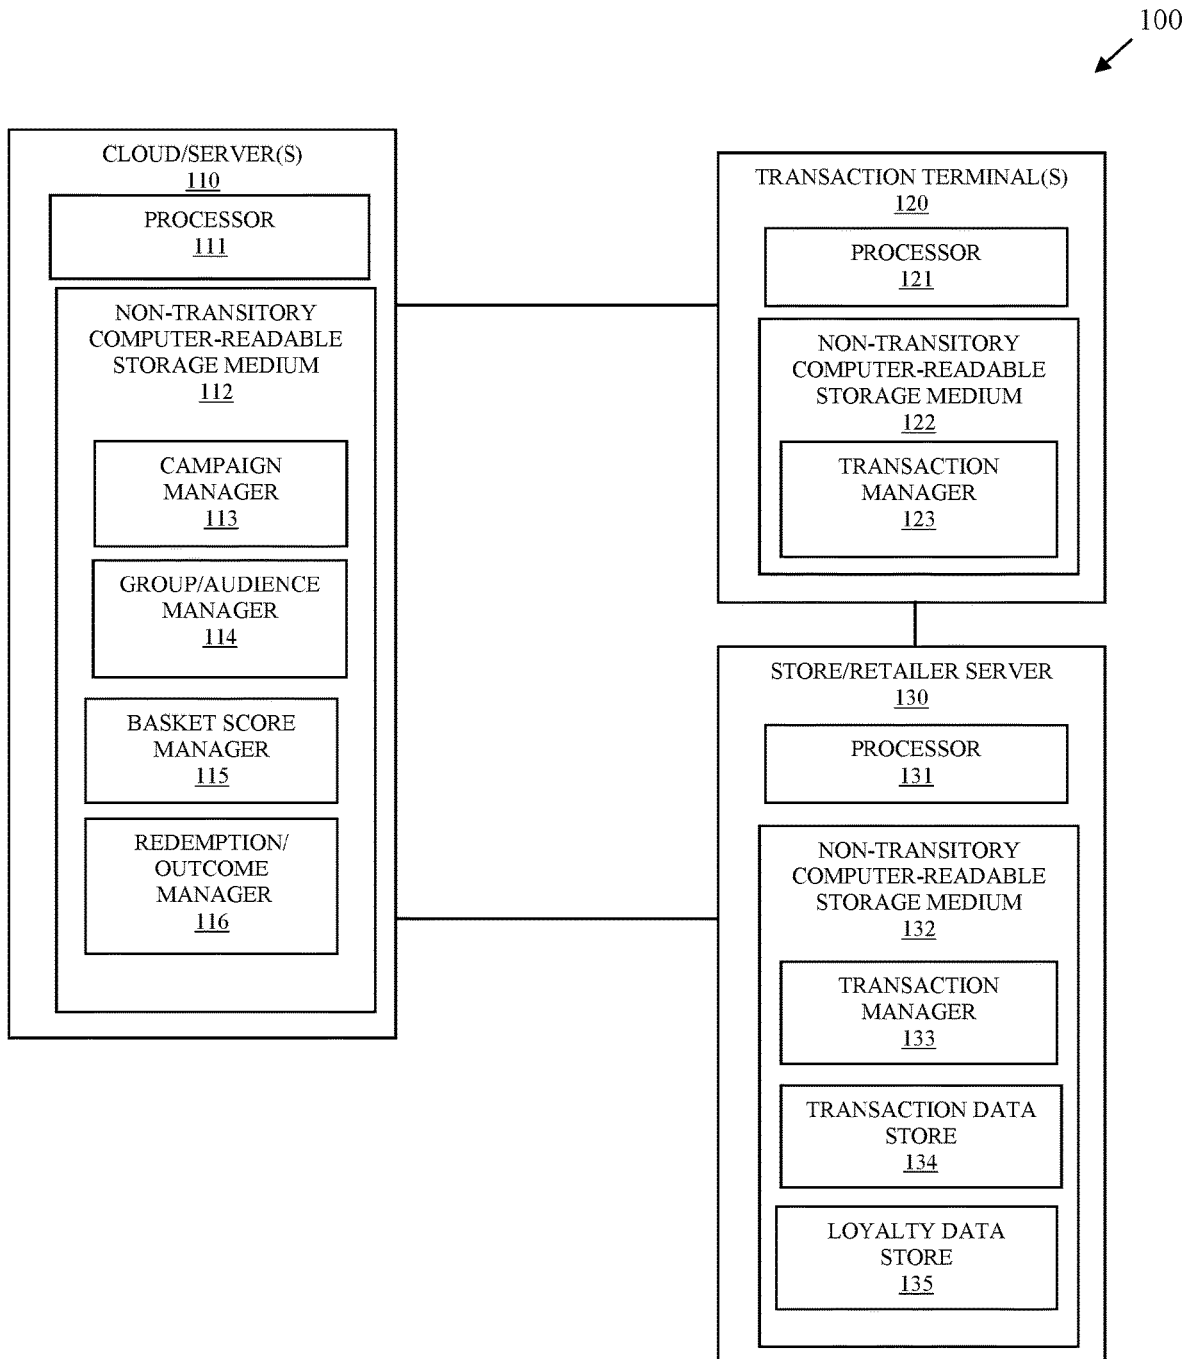 100
CLOUD/SERVER(S)
110
PROCESSOR
111
NON-TRANSITORY
COMPUTER-READABLE
STORAGE MEDIUM
112
CAMPAIGN
MANAGER
113
GROUP/AUDIENCE
MANAGER
114
BASKET SCORE
MANAGER
115
REDEMPTION/
OUTCOME
MANAGER
116
TRANSACTION TERMINAL(S)
120
PROCESSOR
121
NON-TRANSITORY
COMPUTER-READABLE
STORAGE MEDIUM
122
TRANSACTION
MANAGER
123
STORE/RETAILER SERVER
130
PROCESSOR
131
NON-TRANSITORY
COMPUTER-READABLE
STORAGE MEDIUM
132
TRANSACTION
MANAGER
133
TRANSACTION DATA
STORE
134
LOYALTY DATA
STORE
135